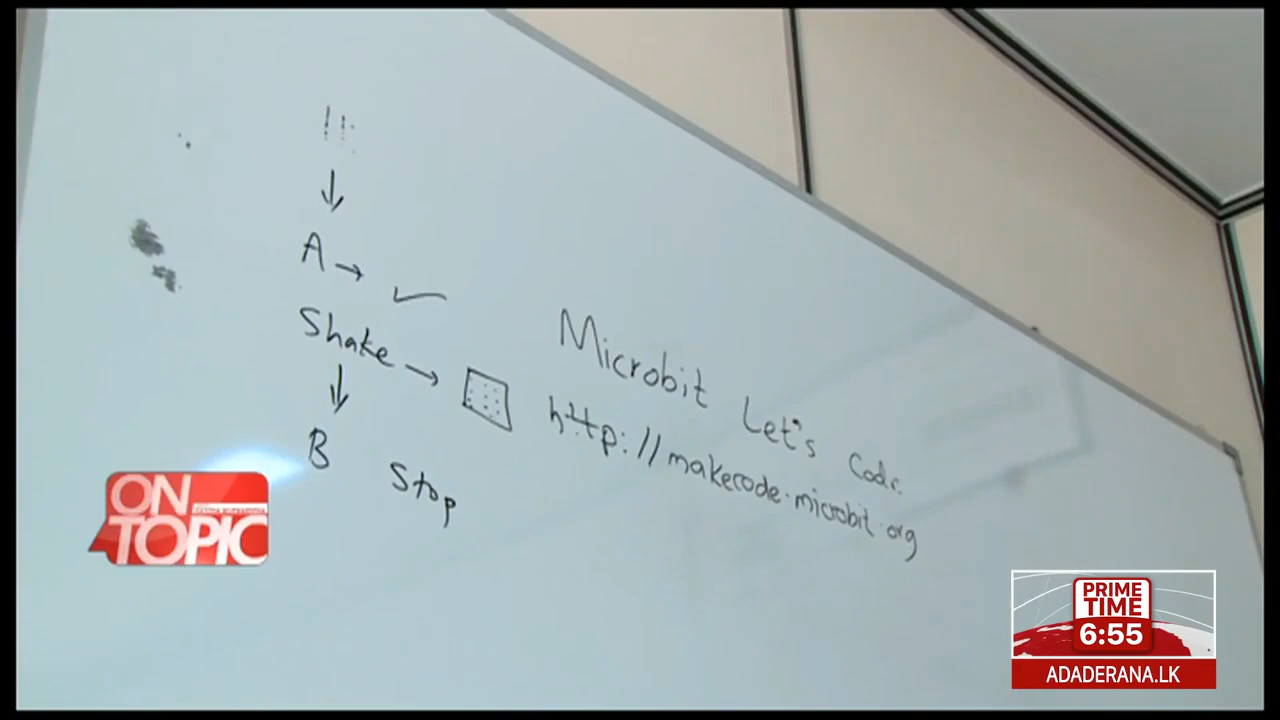 A →
Shake →
B Stop
Microbit Let's Code
http://makecode.microbit.org
ON
TOPIC
PRIME
TIME
6:55
ADADERANA.LK